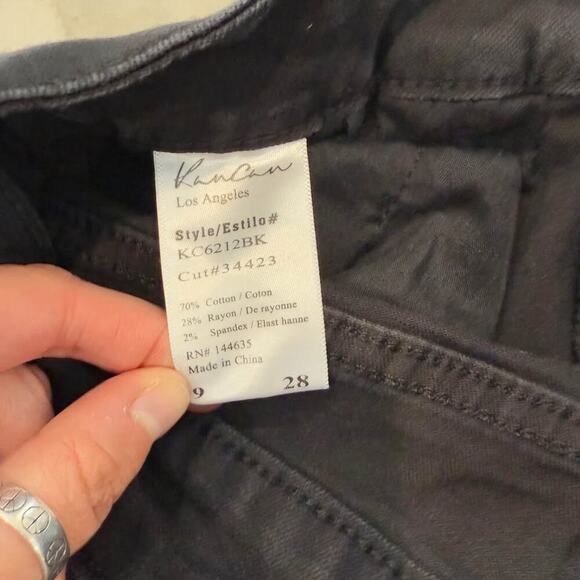 KanCan
Los Angeles
Style/Estilo#
KC6212BK
Cut#34423
70% Cotton / Coton
28% Rayon / De rayonne
2% Spandex / Elast hanne
RN# 144635
Made in China
9 28